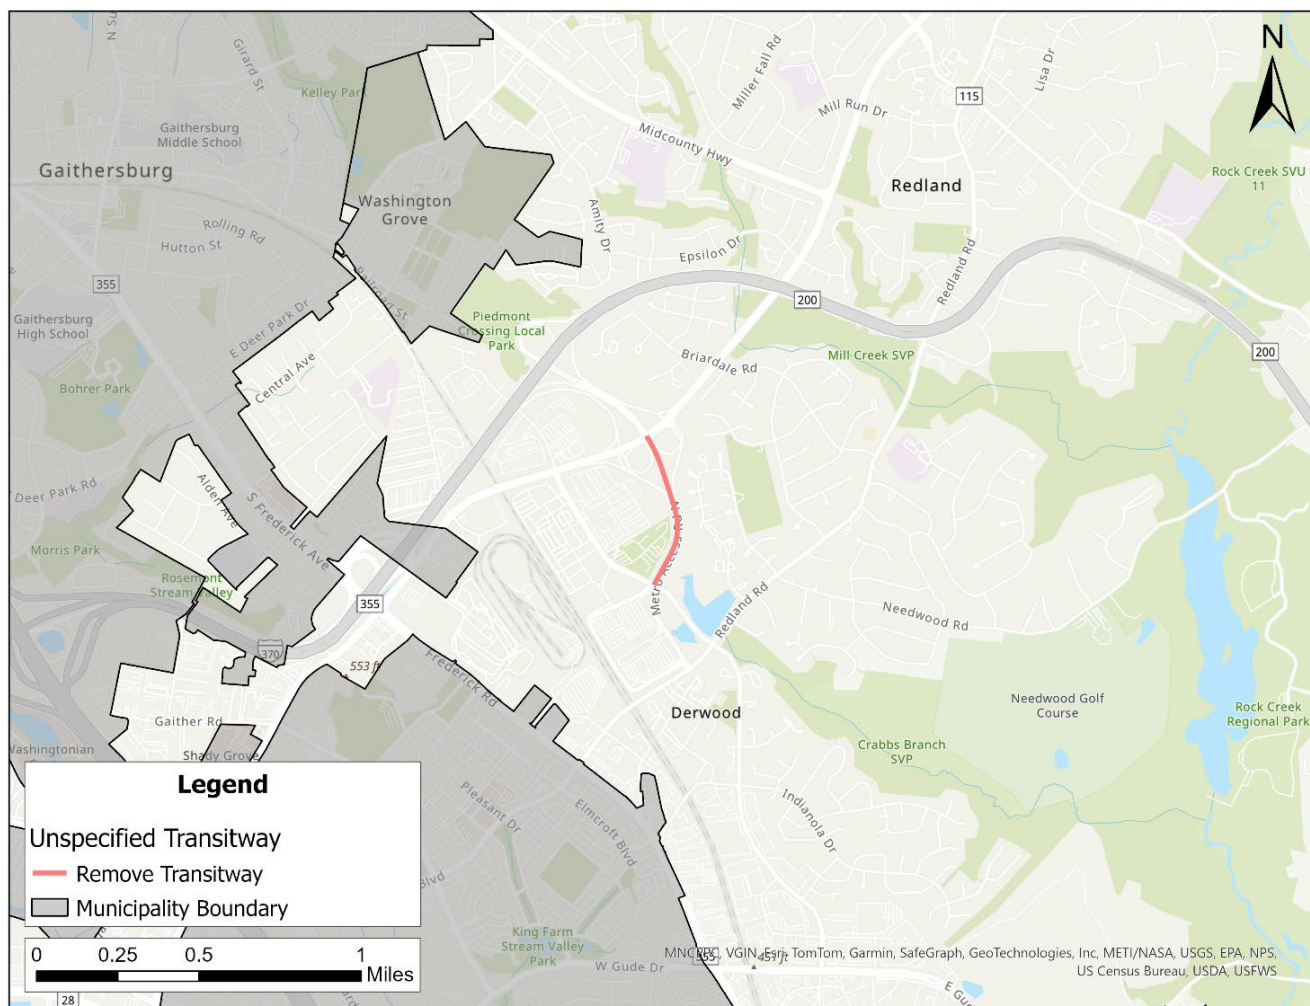 N
N Su
Girard St
Kelley Park
Miller Fall Rd
Lisa Dr
115
Mill Run Dr
Gaithersburg
Middle School
Midcounty Hwy
Gaithersburg
Redland
Rock Creek SVU
11
Washington
Grove
Rolling Rd
Hutton St
Amity Dr
Epsilon Dr
Redland Rd
355
Railroad St
200
Gaithersburg
High School
E Deer Park Dr
Piedmont
Crossing Local
Park
Mill Creek SVP
200
Briardale Rd
Central Ave
Bohrer Park
Deer Park Rd
Alden Ave
S Frederick Ave
Morris Park
Rosemont
Stream Valley
Metro Access Rd
355
Redland Rd
Needwood Rd
370
553 ft
Frederick Rd
Needwood Golf
Course
Rock Creek
Regional Park
Gaither Rd
Derwood
Washingtonian
Shady Grove
Crabbs Branch
SVP
Pleasant Dr
Elmcroft Blvd
Indianola Dr
Blvd
King Farm
Stream Valley
Park
W Gude Dr
355
451 ft
28
Legend
Unspecified Transitway
Remove Transitway
Municipality Boundary
0 0.25 0.5 1
Miles
MNCPPC, VGIN, Esri, TomTom, Garmin, SafeGraph, GeoTechnologies, Inc, METI/NASA, USGS, EPA, NPS,
US Census Bureau, USDA, USFWS